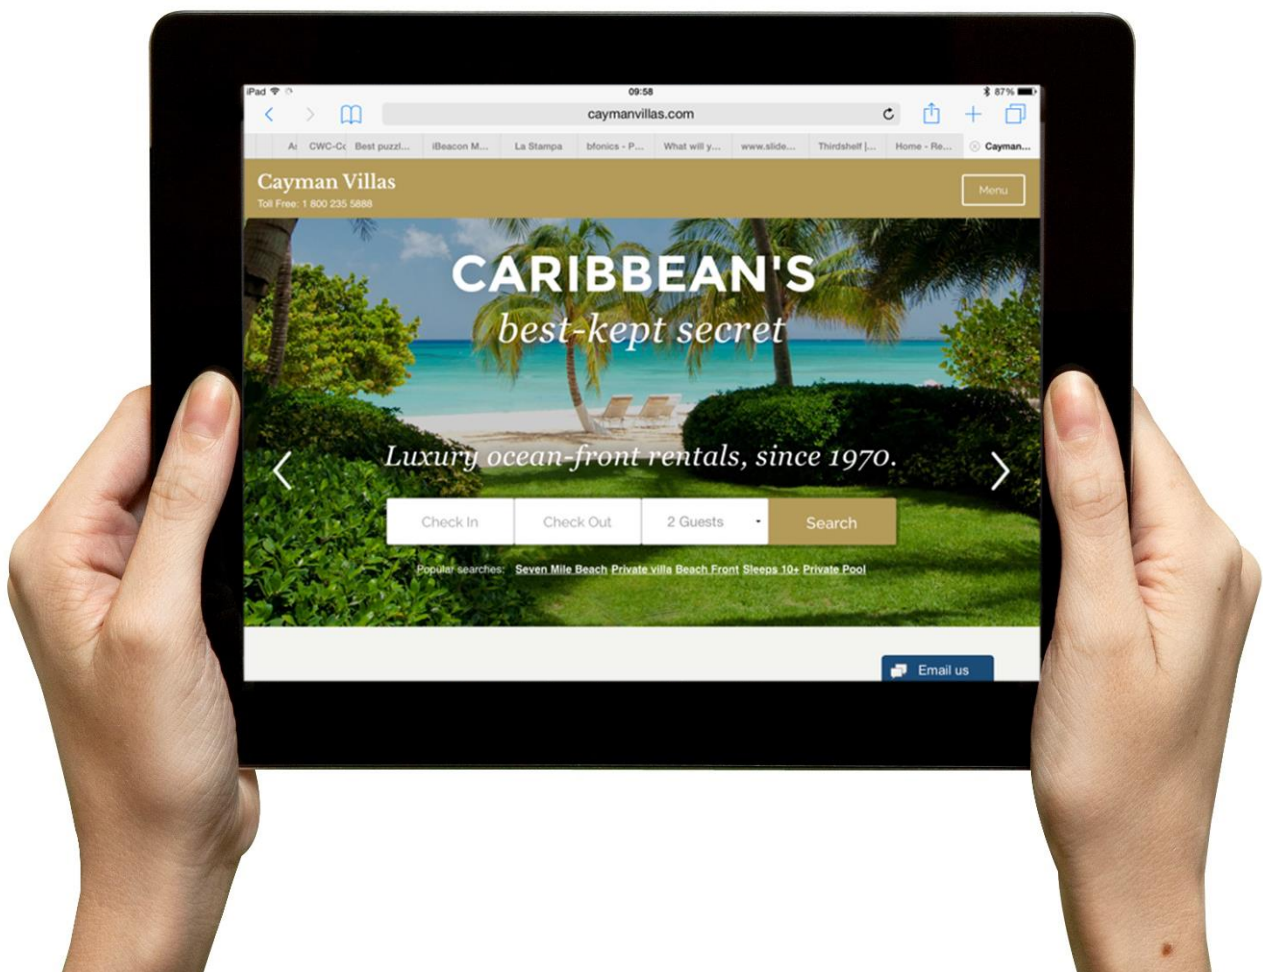 iPad 09:58 87%
caymanvillas.com
CWC-Cc Best puzzl... iBeacon M... La Stampa bfonics - P... What will y... www.slide... Thirdshelf |... Home - Re... Cayman...
Cayman Villas
Toll Free: 1 800 235 5888
Menu
CARIBBEAN'S
best-kept secret
Luxury ocean-front rentals, since 1970.
Check In Check Out 2 Guests Search
Popular searches: Seven Mile Beach Private villa Beach Front Sleeps 10+ Private Pool
Email us